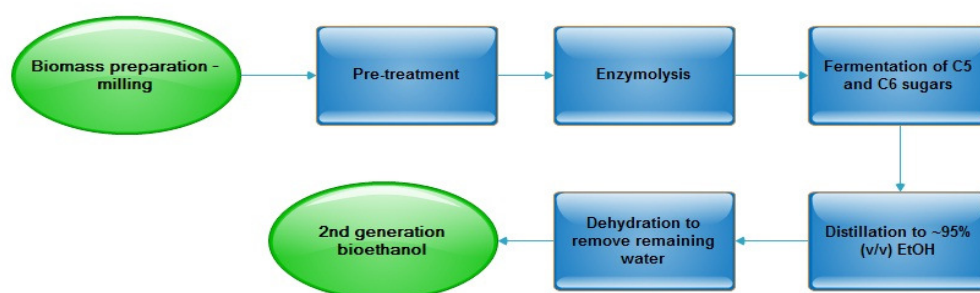 Biomass preparation -
milling
Pre-treatment
Enzymolysis
Fermentation of C5
and C6 sugars
Distillation to ~95%
(v/v) EtOH
Dehydration to
remove remaining
water
2nd generation
bioethanol